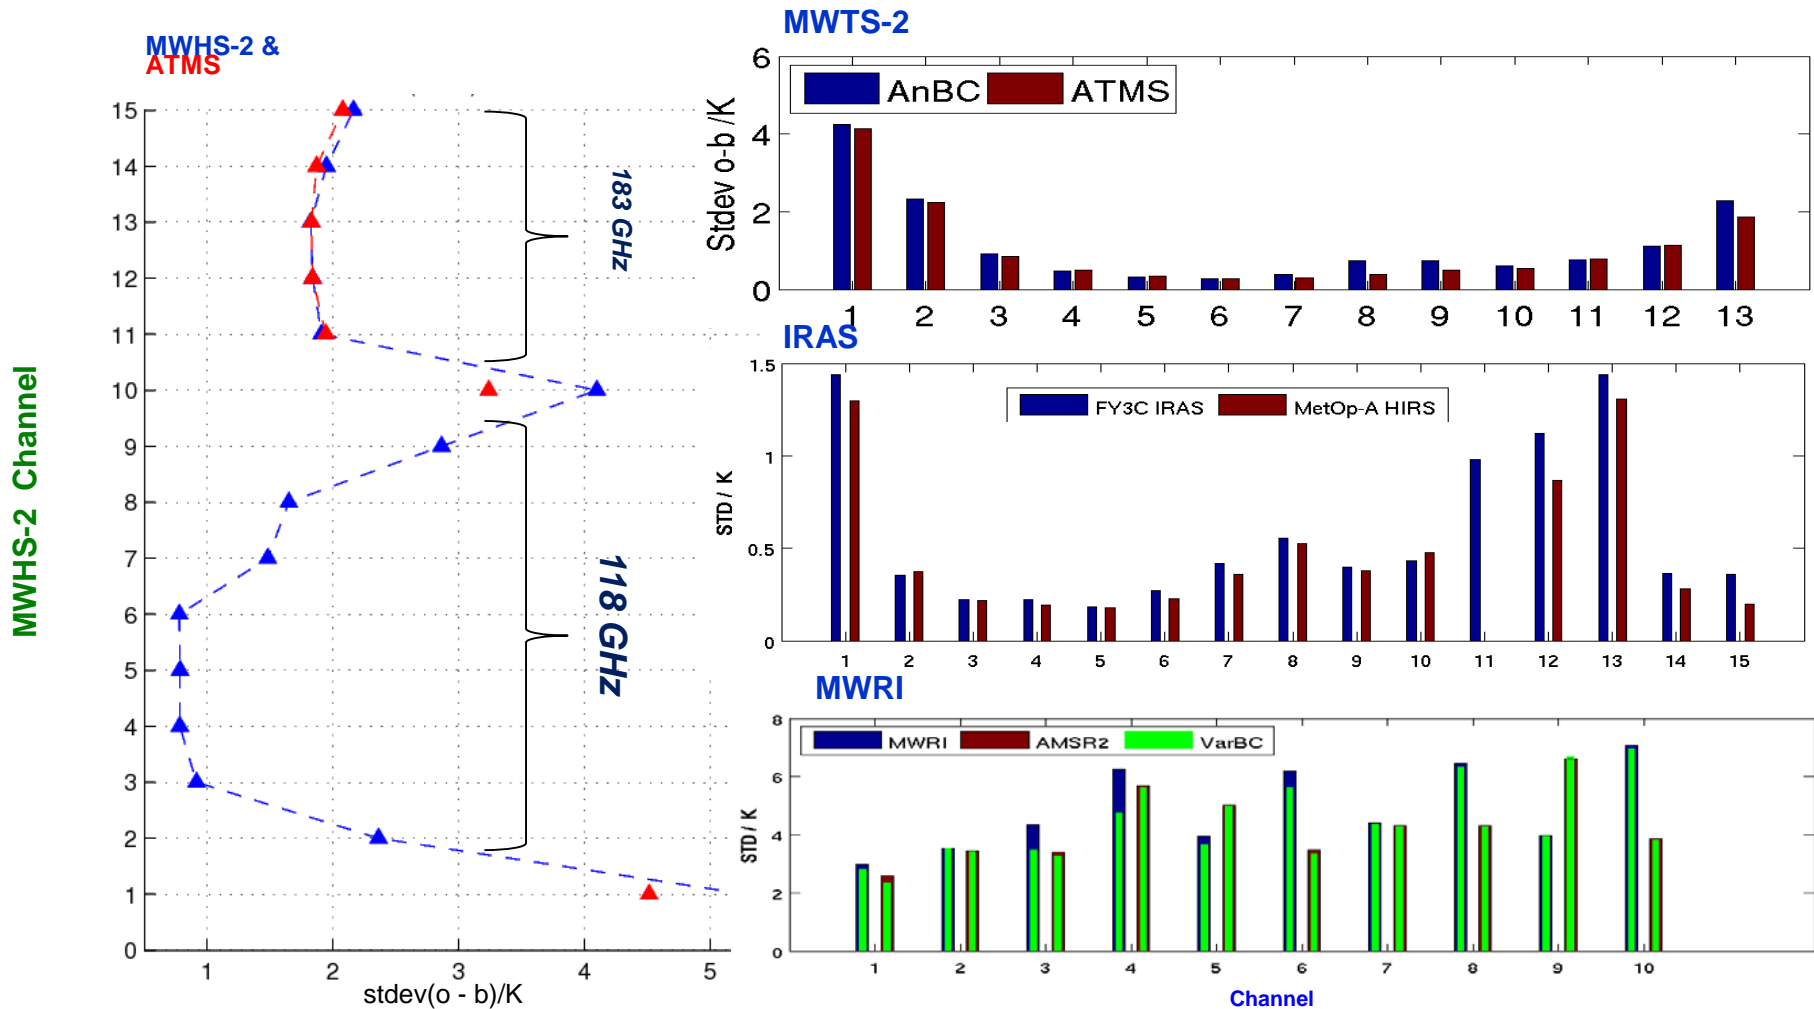 MWHS-2 &
ATMS
MWHS-2 Channel
15
14
13
12
11
10
9
8
7
6
5
4
3
2
1
0
1 2 3 4 5
stdev(o - b)/K
183 GHz
118 GHz
MWTS-2
Stdev o-b /K
6
4
2
0
AnBC ATMS
1 2 3 4 5 6 7 8 9 10 11 12 13
IRAS
STD / K
1.5
1
0.5
0
FY3C IRAS MetOp-A HIRS
1 2 3 4 5 6 7 8 9 10 11 12 13 14 15
MWRI
STD / K
8
6
4
2
0
MWRI AMSR2 VarBC
1 2 3 4 5 6 7 8 9 10
Channel